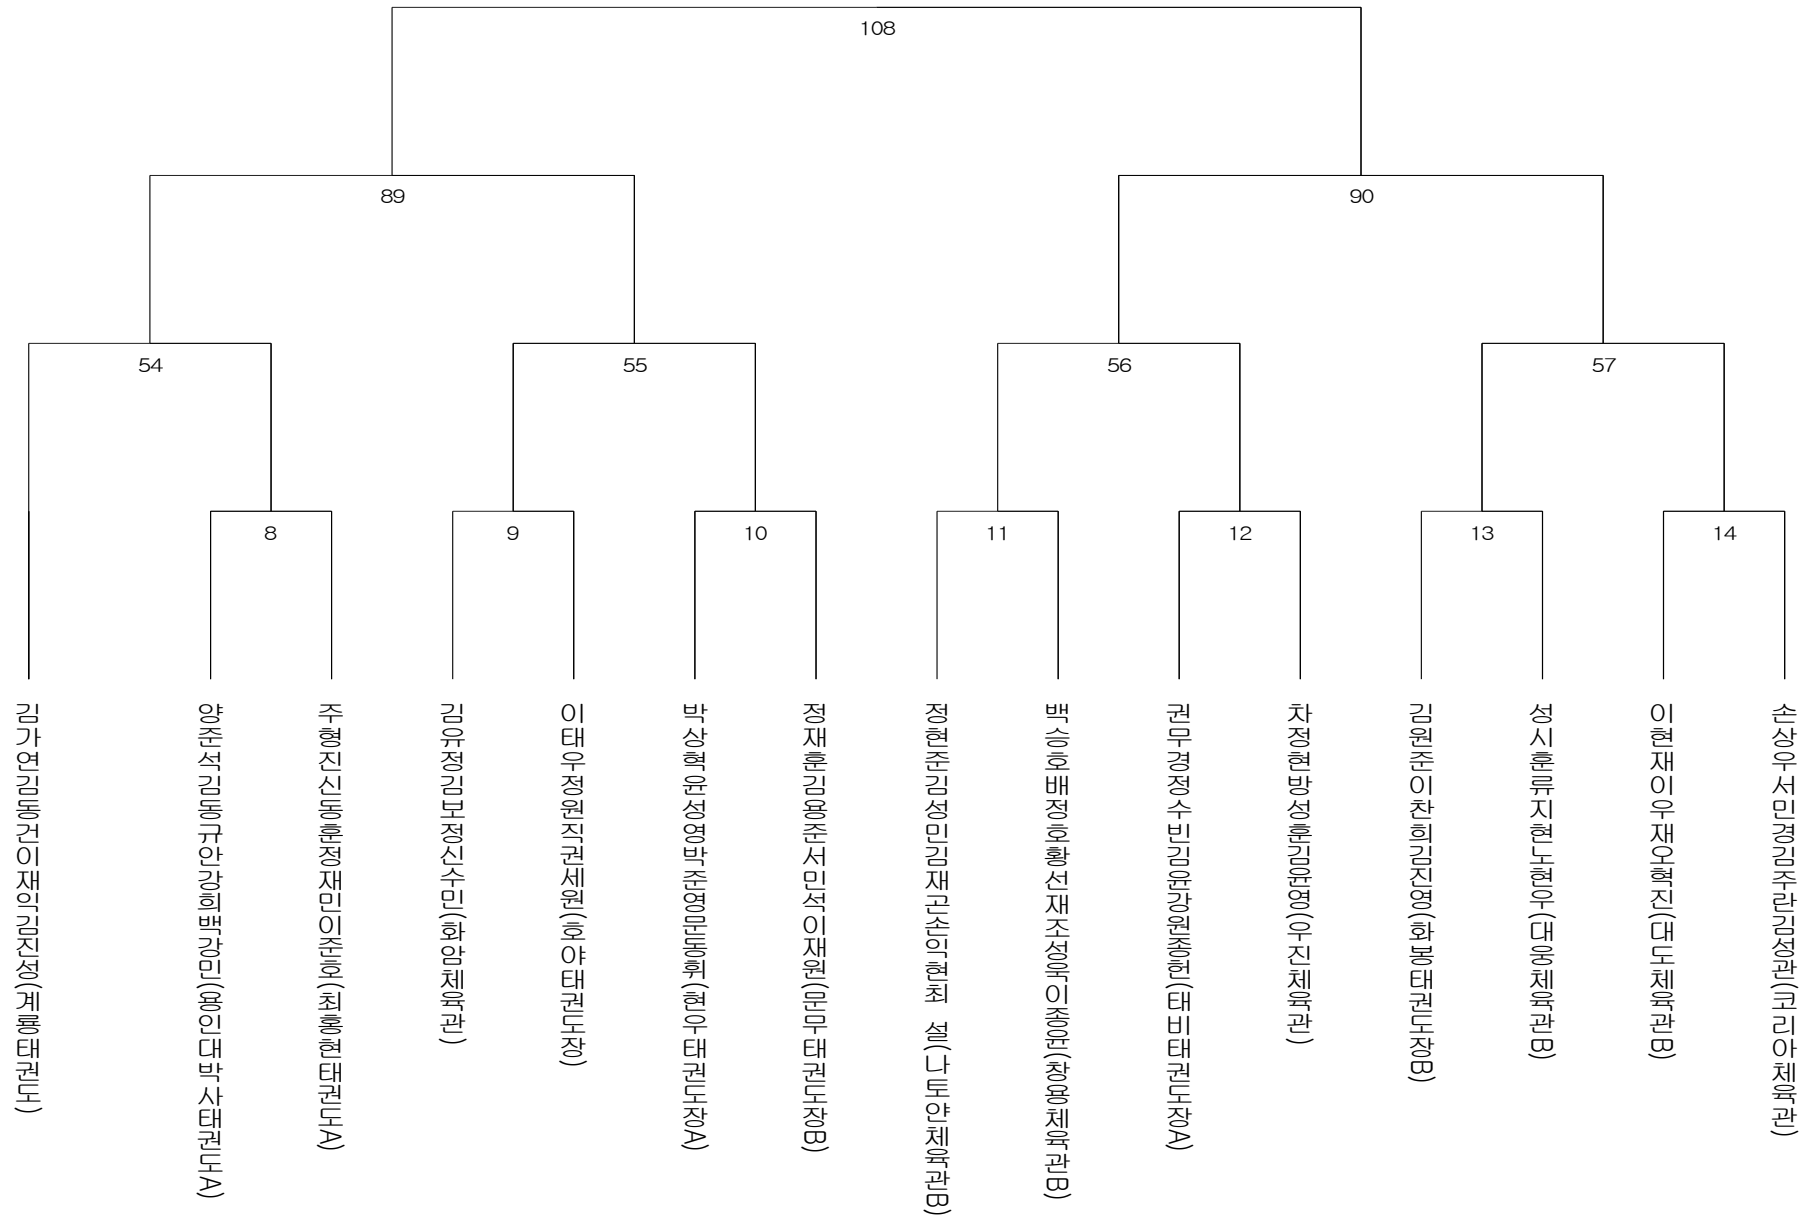 108
89
90
54
55
56
57
8
9
10
11
12
13
14
김가연김동건이재익김진성(계룡태권도)
양준석김동규안강희백강민(용인대박사태권도A)
주형진신동훈정재민이준호(최홍현태권도A)
김유정김보정신수민(화암체육관)
이태우정원직권세원(호야태권도장)
박상혁윤성영박준영문동휘(현우태권도장A)
정재훈김용준서민석이재원(문무태권도장B)
정현준김성민김재곤손익현최 설(나토얀체육관B)
백승호배정호황선재조성욱이종윤(창용체육관B)
권무경정수빈김윤강원종헌(태비태권도장A)
차정현방성훈김윤영(우진체육관)
김원준이찬희김진영(화봉태권도장B)
성시훈류지현노현우(대웅체육관B)
이현재이우재오혁진(대도체육관B)
손상우서민경김주란김성관(코리아체육관)